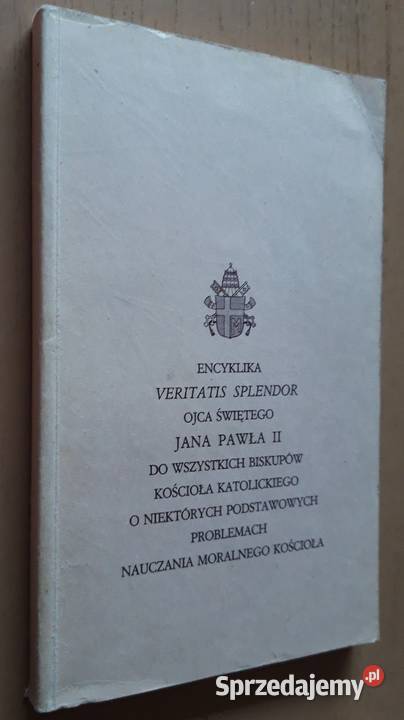 ENCYKLIKA
VERITATIS SPLENDOR
OJCA ŚWIĘTEGO
JANA PAWŁA II
DO WSZYSTKICH BISKUPÓW
KOŚCIOŁA KATOLICKIEGO
O NIEKTÓRYCH PODSTAWOWYCH
PROBLEMACH
NAUCZANIA MORALNEGO KOŚCIOŁA
Sprzedajemy.pl